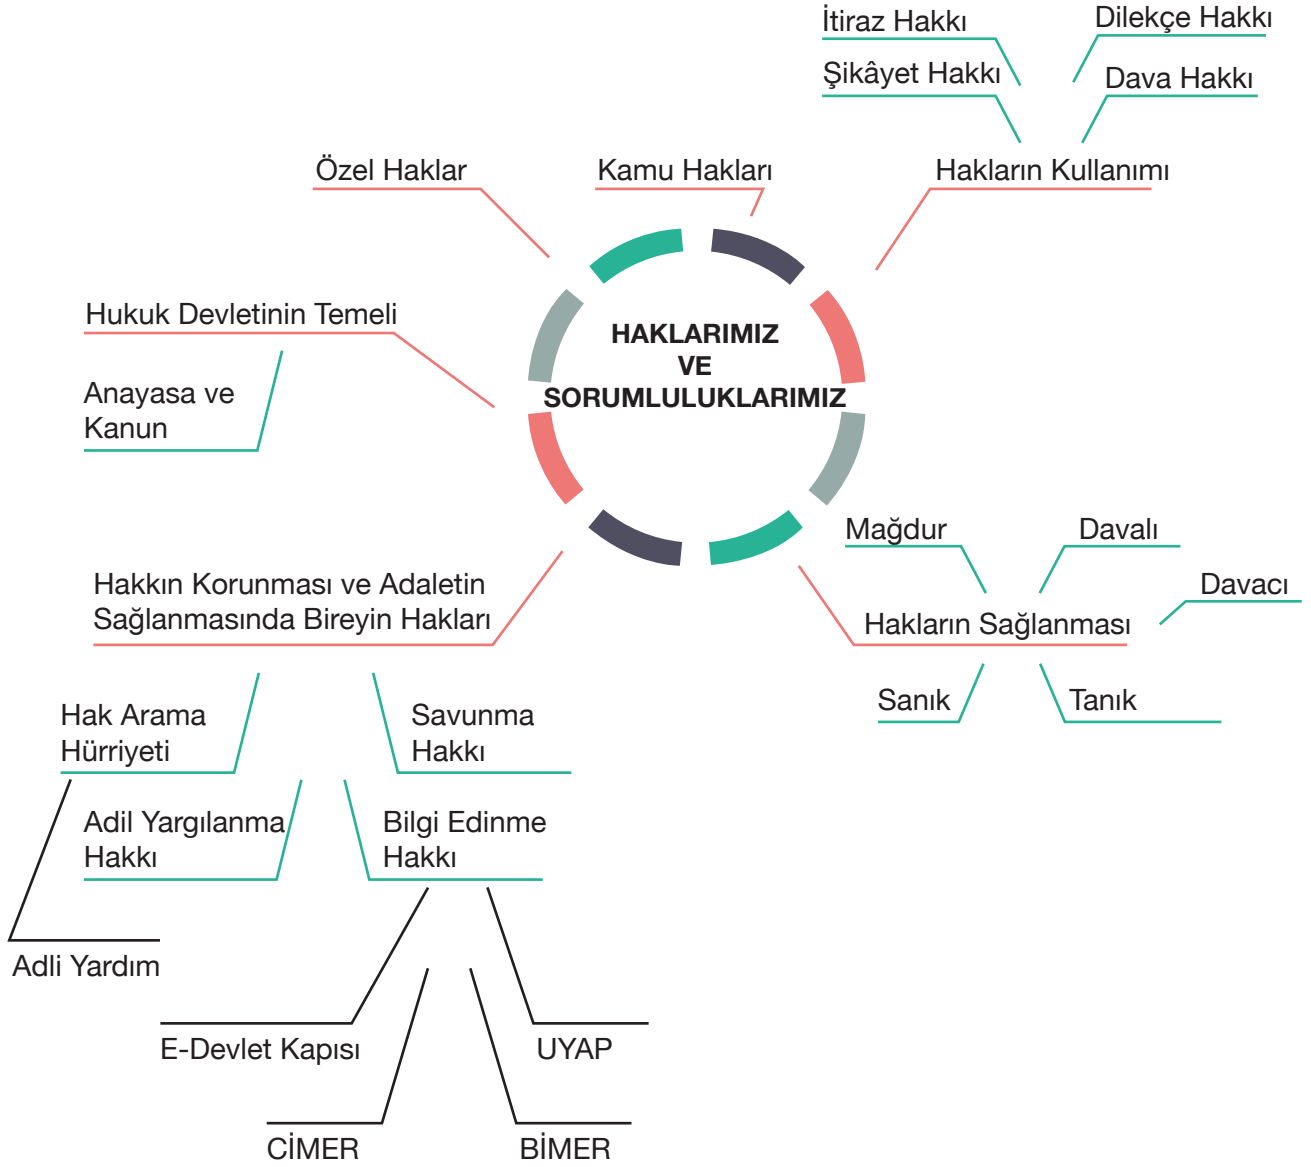 İtiraz Hakkı
Dilekçe Hakkı
Şikâyet Hakkı
Dava Hakkı
Özel Haklar
Kamu Hakları
Hakların Kullanımı
Hukuk Devletinin Temeli
Anayasa ve
Kanun
HAKLARIMIZ
VE
SORUMLULUKLARIMIZ
Mağdur
Davalı
Davacı
Hakların Sağlanması
Sanık
Tanık
Hakkın Korunması ve Adaletin
Sağlanmasında Bireyin Hakları
Hak Arama
Hürriyeti
Savunma
Hakkı
Adil Yargılanma
Hakkı
Bilgi Edinme
Hakkı
Adli Yardım
E-Devlet Kapısı
UYAP
CİMER
BİMER